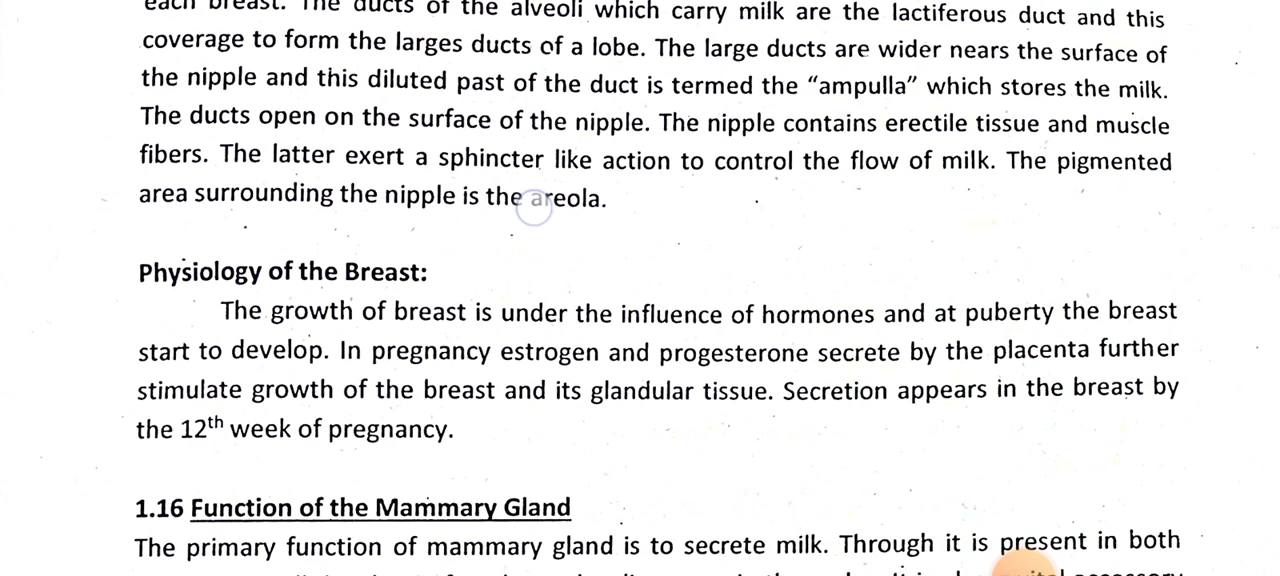 each breast. The ducts of the alveoli which carry milk are the lactiferous duct and this
coverage to form the larges ducts of a lobe. The large ducts are wider nears the surface of
the nipple and this diluted past of the duct is termed the “ampulla” which stores the milk.
The ducts open on the surface of the nipple. The nipple contains erectile tissue and muscle
fibers. The latter exert a sphincter like action to control the flow of milk. The pigmented
area surrounding the nipple is the areola.
Physiology of the Breast:
The growth of breast is under the influence of hormones and at puberty the breast
start to develop. In pregnancy estrogen and progesterone secrete by the placenta further
stimulate growth of the breast and its glandular tissue. Secretion appears in the breast by
the 12th week of pregnancy.
1.16 Function of the Mammary Gland
The primary function of mammary gland is to secrete milk. Through it is present in both